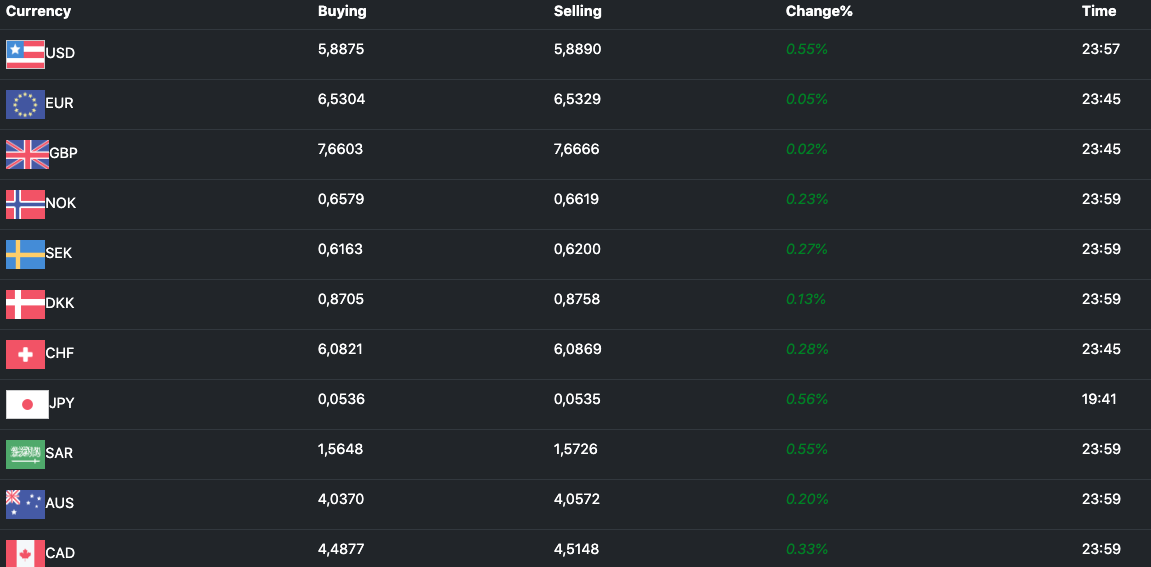 Currency Buying Selling Change% Time
USD 5,8875 5,8890 0.55% 23:57
EUR 6,5304 6,5329 0.05% 23:45
GBP 7,6603 7,6666 0.02% 23:45
NOK 0,6579 0,6619 0.23% 23:59
SEK 0,6163 0,6200 0.27% 23:59
DKK 0,8705 0,8758 0.13% 23:59
CHF 6,0821 6,0869 0.28% 23:45
JPY 0,0536 0,0535 0.56% 19:41
SAR 1,5648 1,5726 0.55% 23:59
AUS 4,0370 4,0572 0.20% 23:59
CAD 4,4877 4,5148 0.33% 23:59